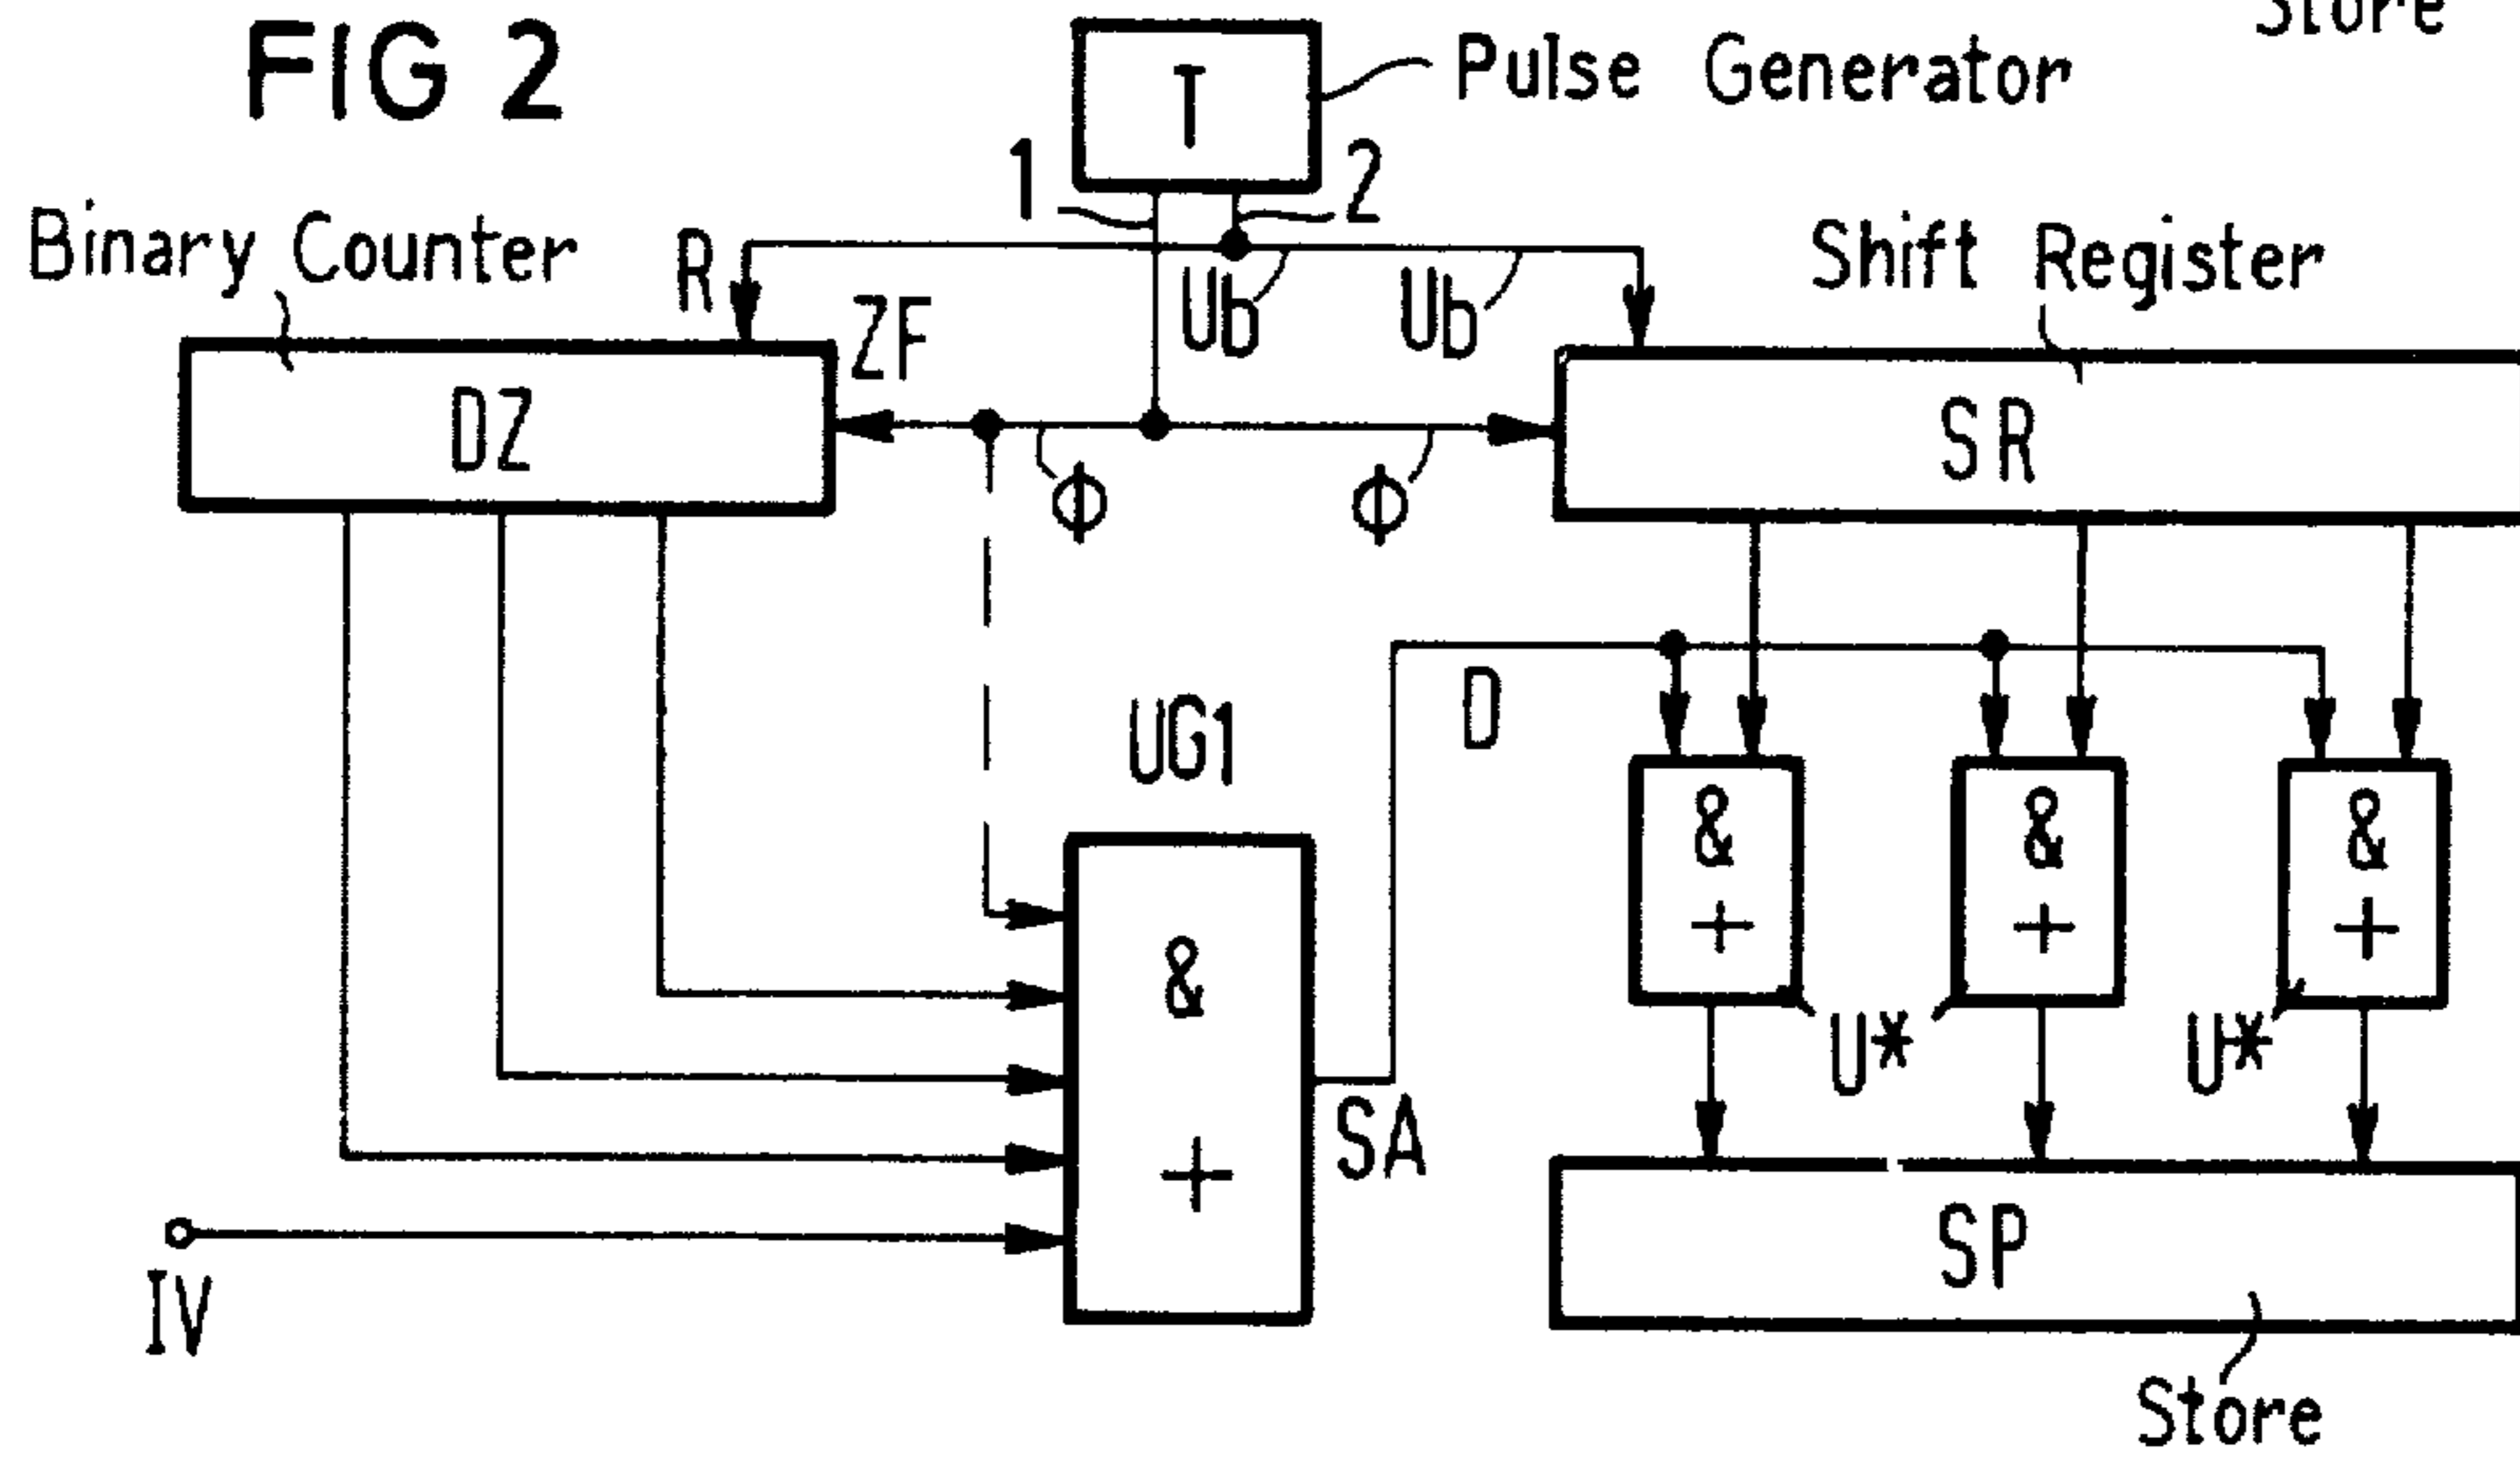 Store
FIG 2
T
Pulse Generator
1
2
Binary Counter
R
Shift Register
ZF
Ub
Ub
DZ
SR
Φ
Φ
D
UG1
&
+
&
+
&
+
&
+
U*
U*
SA
IV
SP
Store